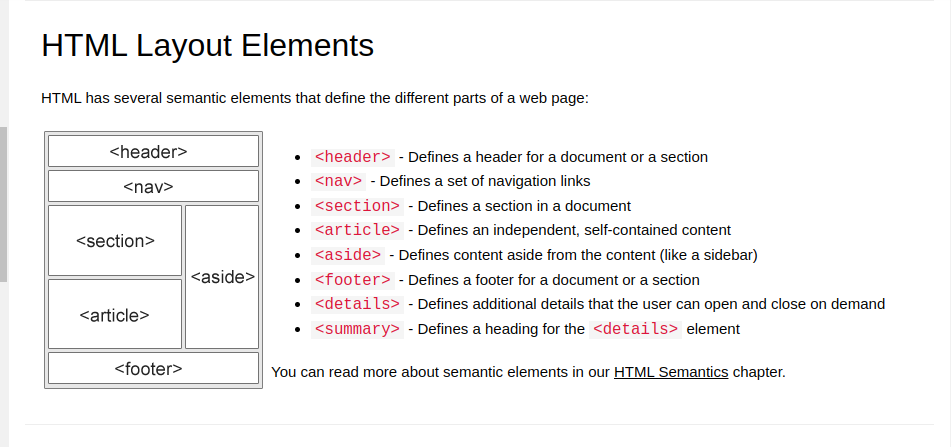 HTML Layout Elements
HTML has several semantic elements that define the different parts of a web page:
<header>
<nav>
<section>
<aside>
<article>
<footer>
<header> - Defines a header for a document or a section
<nav> - Defines a set of navigation links
<section> - Defines a section in a document
<article> - Defines an independent, self-contained content
<aside> - Defines content aside from the content (like a sidebar)
<footer> - Defines a footer for a document or a section
<details> - Defines additional details that the user can open and close on demand
<summary> - Defines a heading for the <details> element
You can read more about semantic elements in our HTML Semantics chapter.